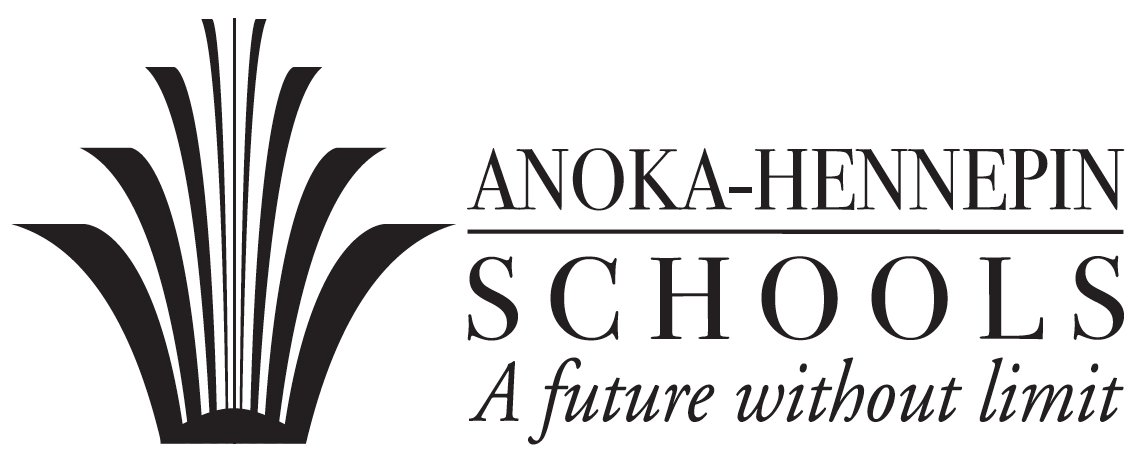 ANOKA-HENNEPIN
SCHOOLS
A future without limit